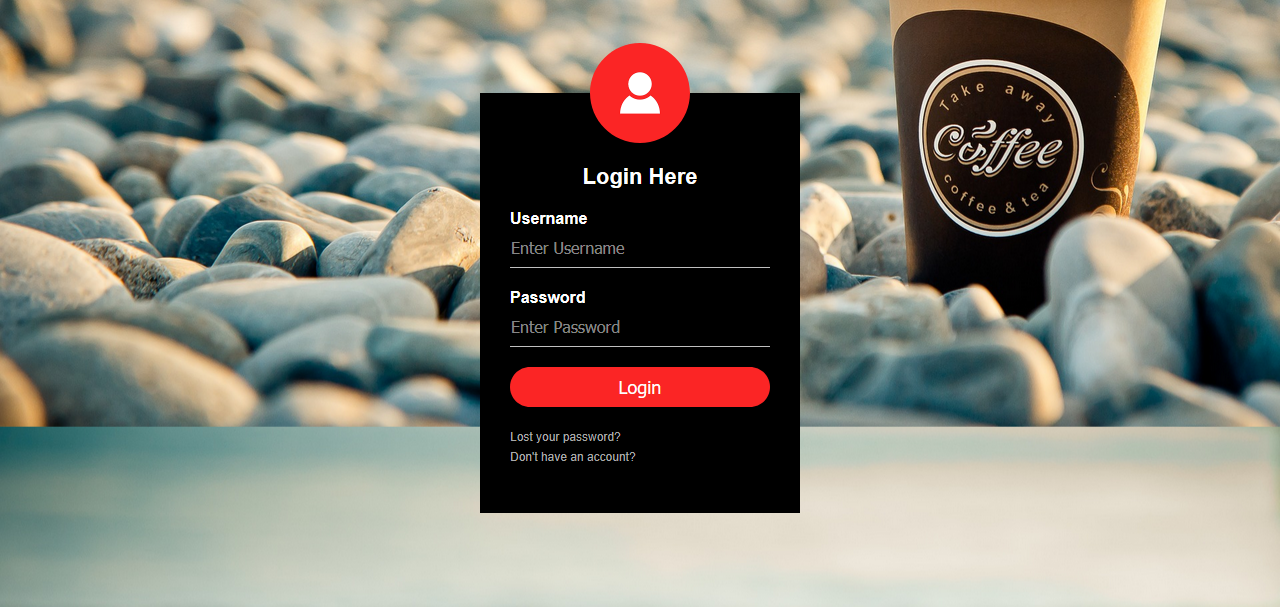 Take away
Coffee
coffee & tea
Login Here
Username
Enter Username
Password
Enter Password
Login
Lost your password?
Don't have an account?